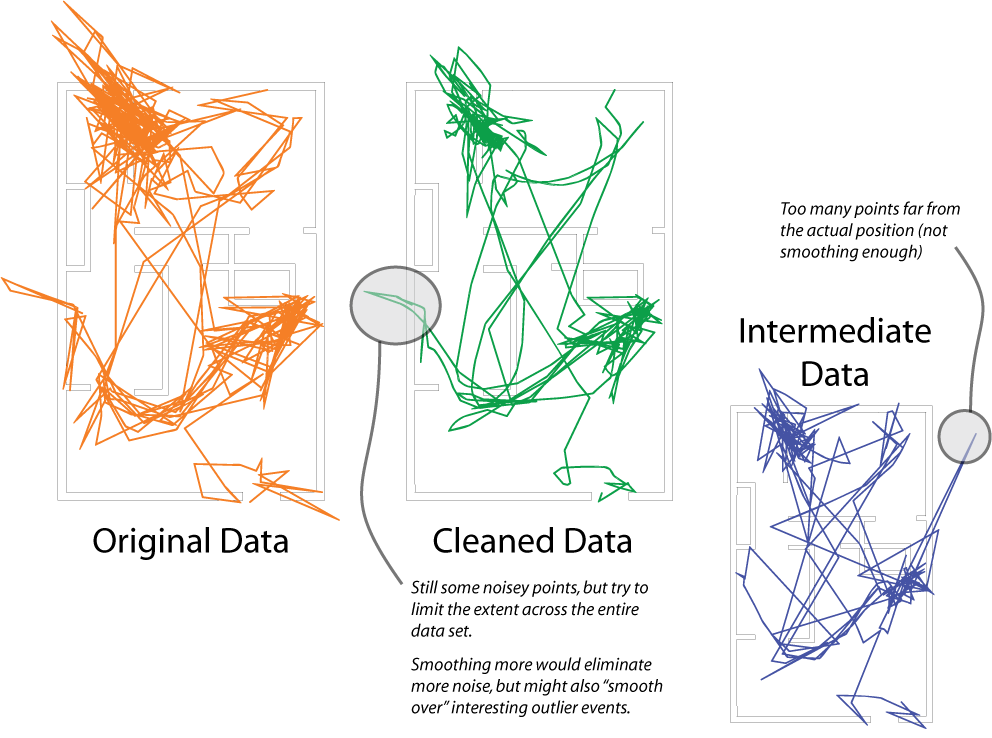 Too many points far from
the actual position (not
smoothing enough)
Intermediate
Data
Original Data
Cleaned Data
Still some noisey points, but try to
limit the extent across the entire
data set.
Smoothing more would eliminate
more noise, but might also “smooth
over” interesting outlier events.